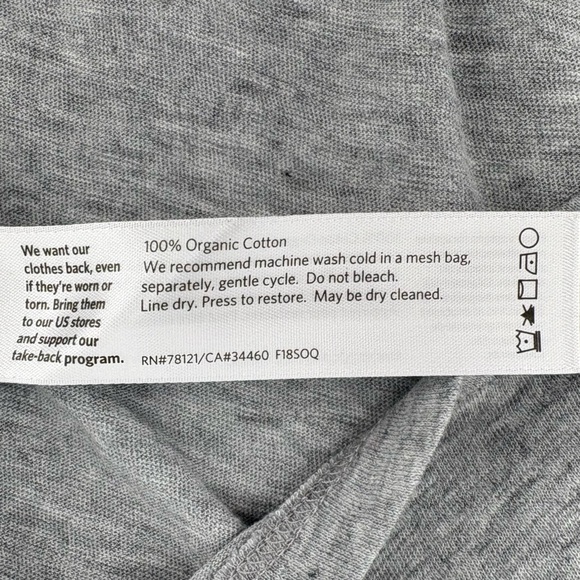 We want our
clothes back, even
if they're worn or
torn. Bring them
to our US stores
and support our
take-back program.
100% Organic Cotton
We recommend machine wash cold in a mesh bag,
separately, gentle cycle. Do not bleach.
Line dry. Press to restore. May be dry cleaned.
RN#78121/CA#34460 F18SOQ